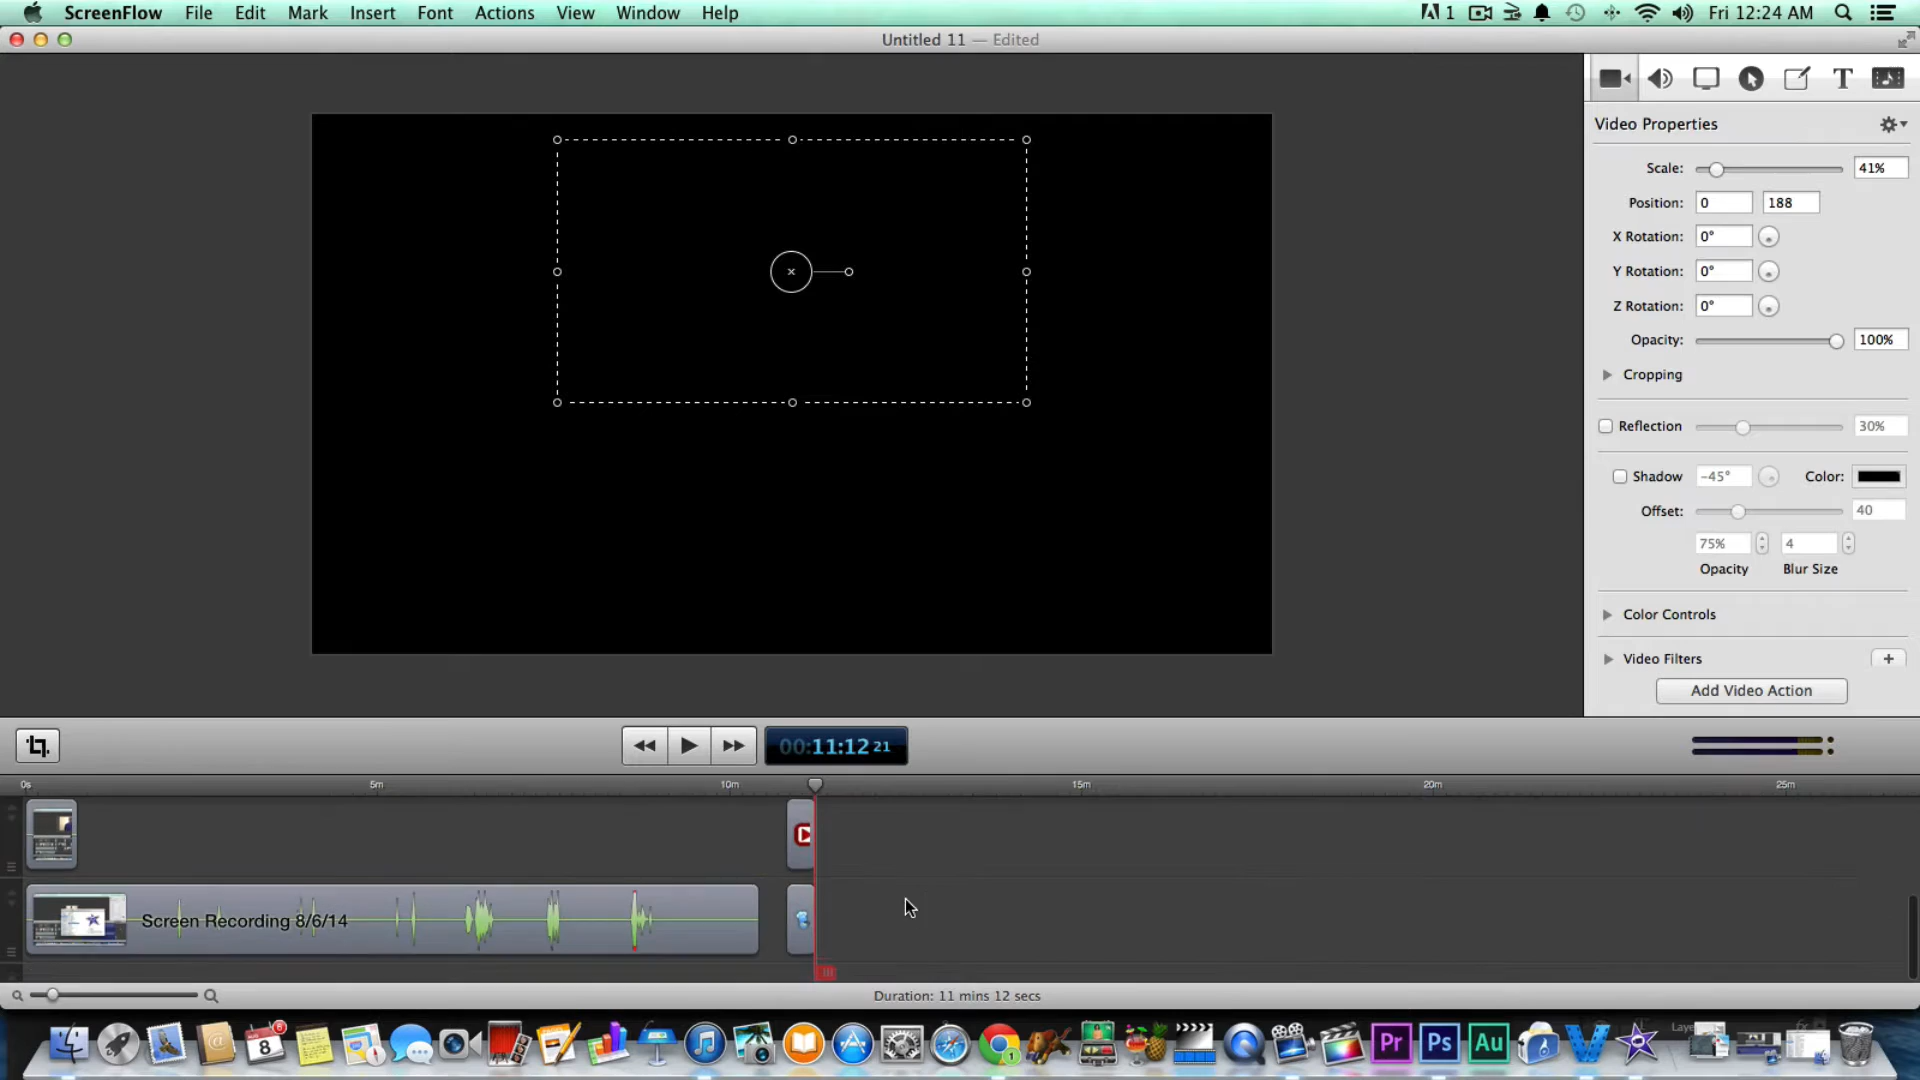 ScreenFlow File Edit Mark Insert Font Actions View Window Help 1 Fri 12:24 AM
Untitled 11 — Edited
T
Video Properties
Scale: 41%
Position: 0 188
X Rotation: 0°
Y Rotation: 0°
Z Rotation: 0°
Opacity: 100%
Cropping
Reflection 30%
Shadow -45° Color:
Offset: 40
75% 4
Opacity Blur Size
Color Controls
Video Filters +
Add Video Action
00:11:12 21
0s 5m 10m 15m 20m 25m
Screen Recording 8/6/14
Duration: 11 mins 12 secs
8 1 Pr Ps Au